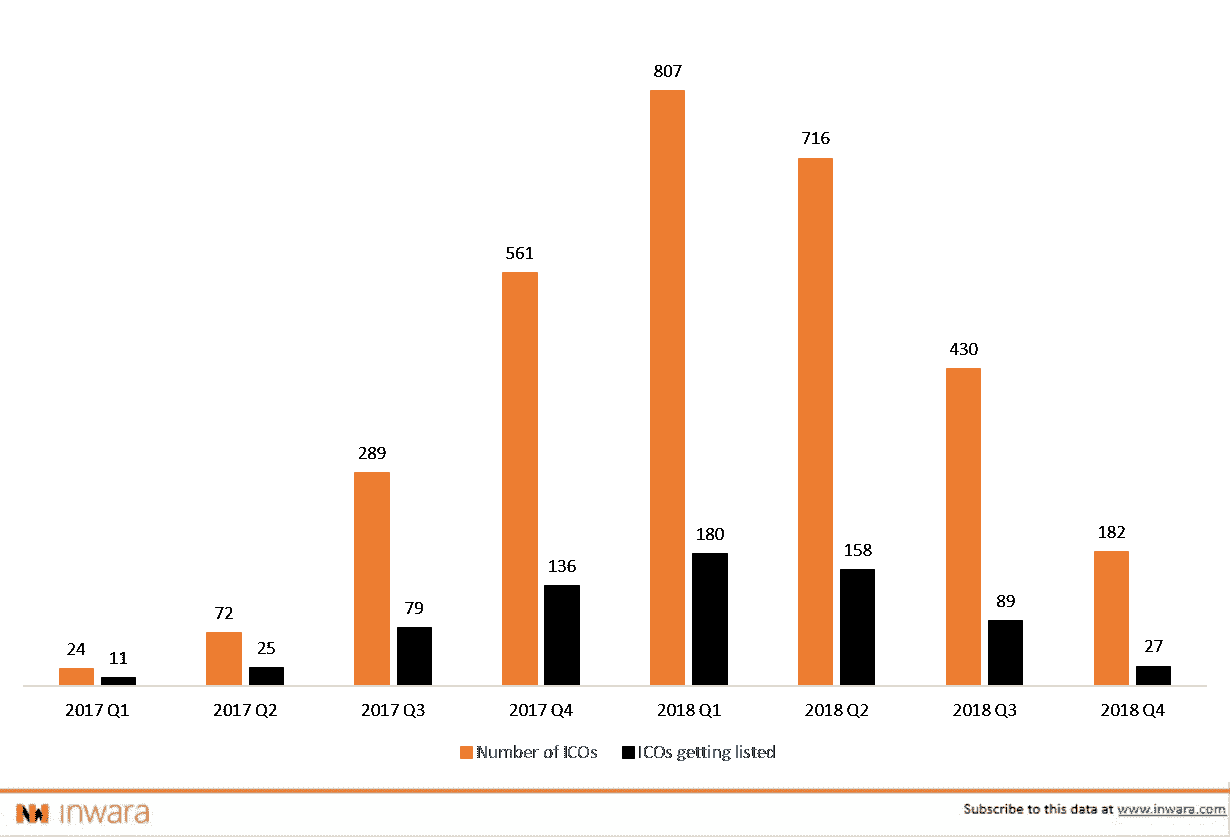 807
716
561
430
289
180
182
158
136
89
79
72
24
25
27
11
2017 Q1
2017 Q2
2017 Q3
2017 Q4
2018 Q1
2018 Q2
2018 Q3
2018 Q4
Number of ICOs
ICOs getting listed
inwara
Subscribe to this data at www.inwara.com